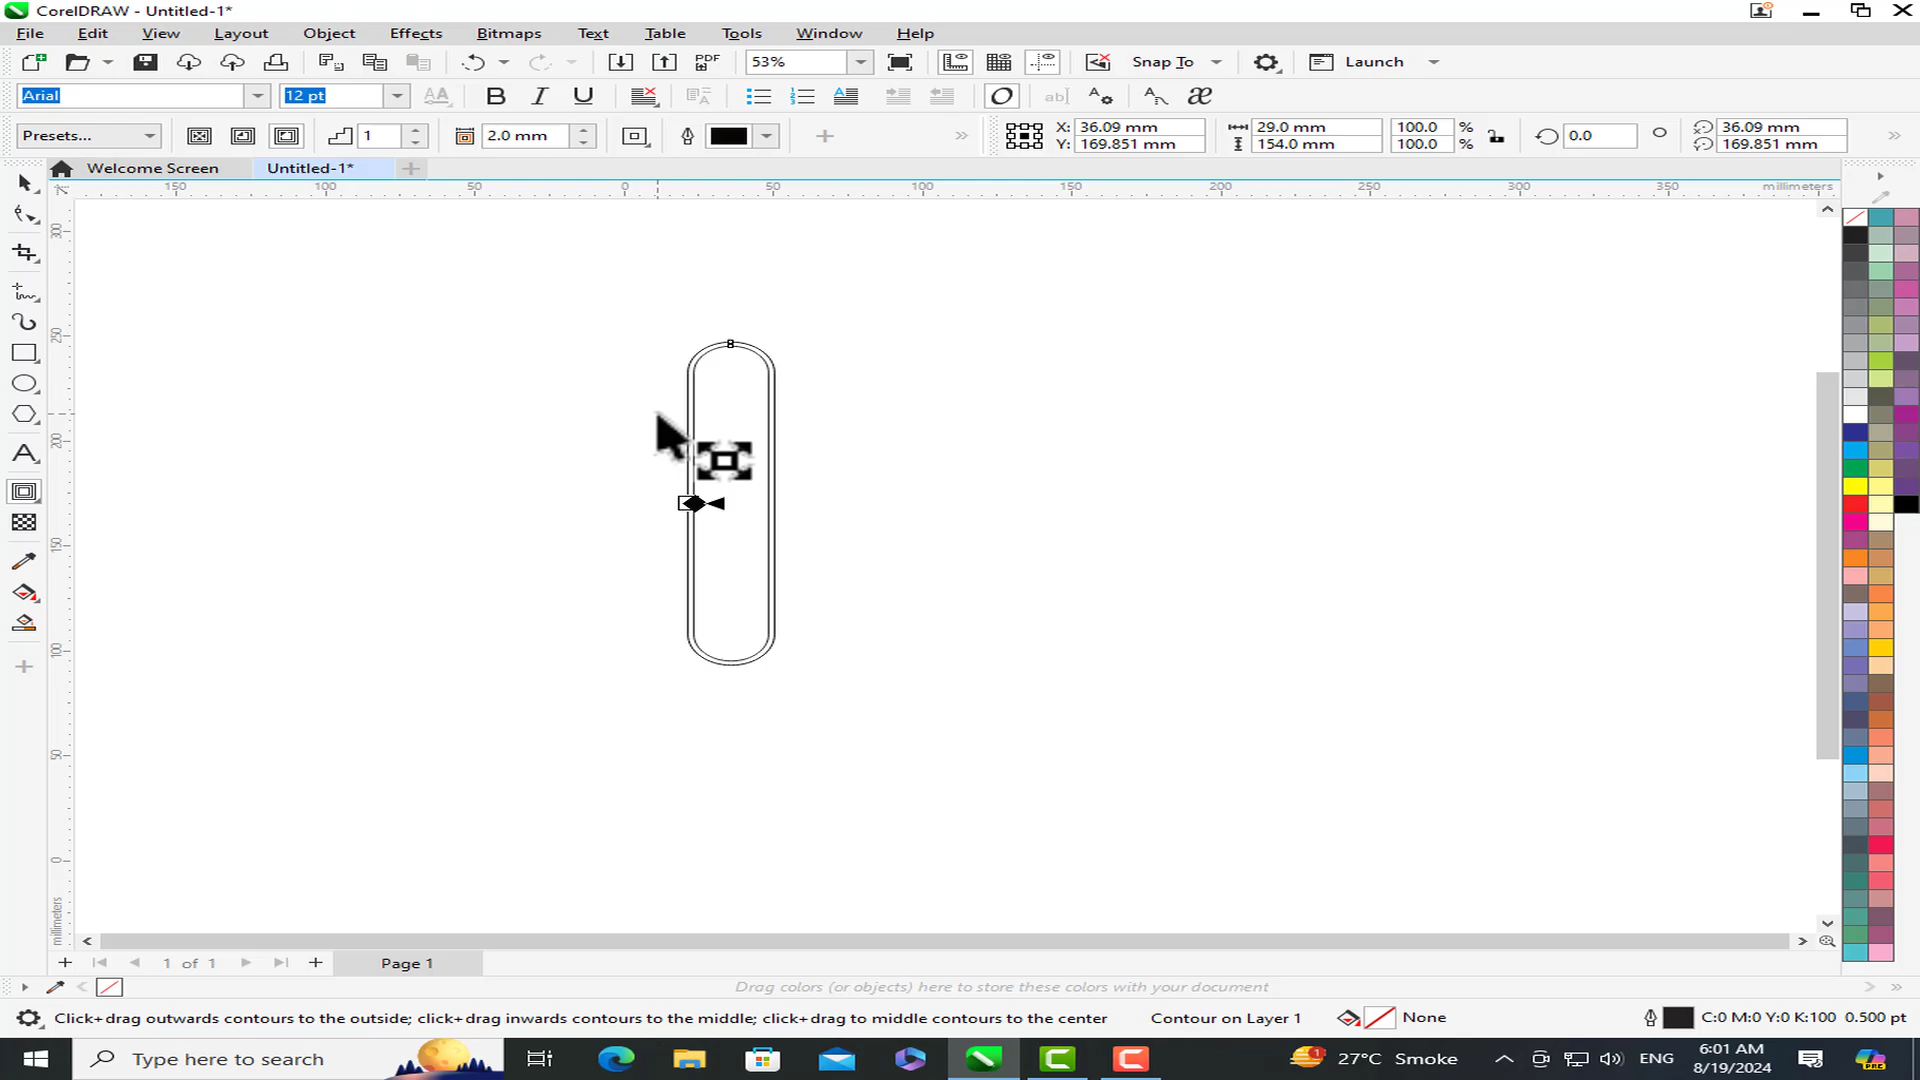 CorelDRAW - Untitled-1*
File Edit View Layout Object Effects Bitmaps Text Table Tools Window Help
PDF 53% Snap To Launch
Arial 12 pt
Presets... 1 2.0 mm X: 36.09 mm 29.0 mm 100.0 % 0.0 36.09 mm
Y: 169.851 mm 154.0 mm 100.0 % 169.851 mm
Welcome Screen Untitled-1*
150 100 50 0 50 100 150 200 250 300 350 millimeters
300
250
200
150
100
50
0
millimeters
1 of 1 Page 1
Drag colors (or objects) here to store these colors with your document
Click+drag outwards contours to the outside; click+drag inwards contours to the middle; click+drag to middle contours to the center Contour on Layer 1 None C:0 M:0 Y:0 K:100 0.500 pt
Type here to search 27°C Smoke ENG 6:01 AM
8/19/2024